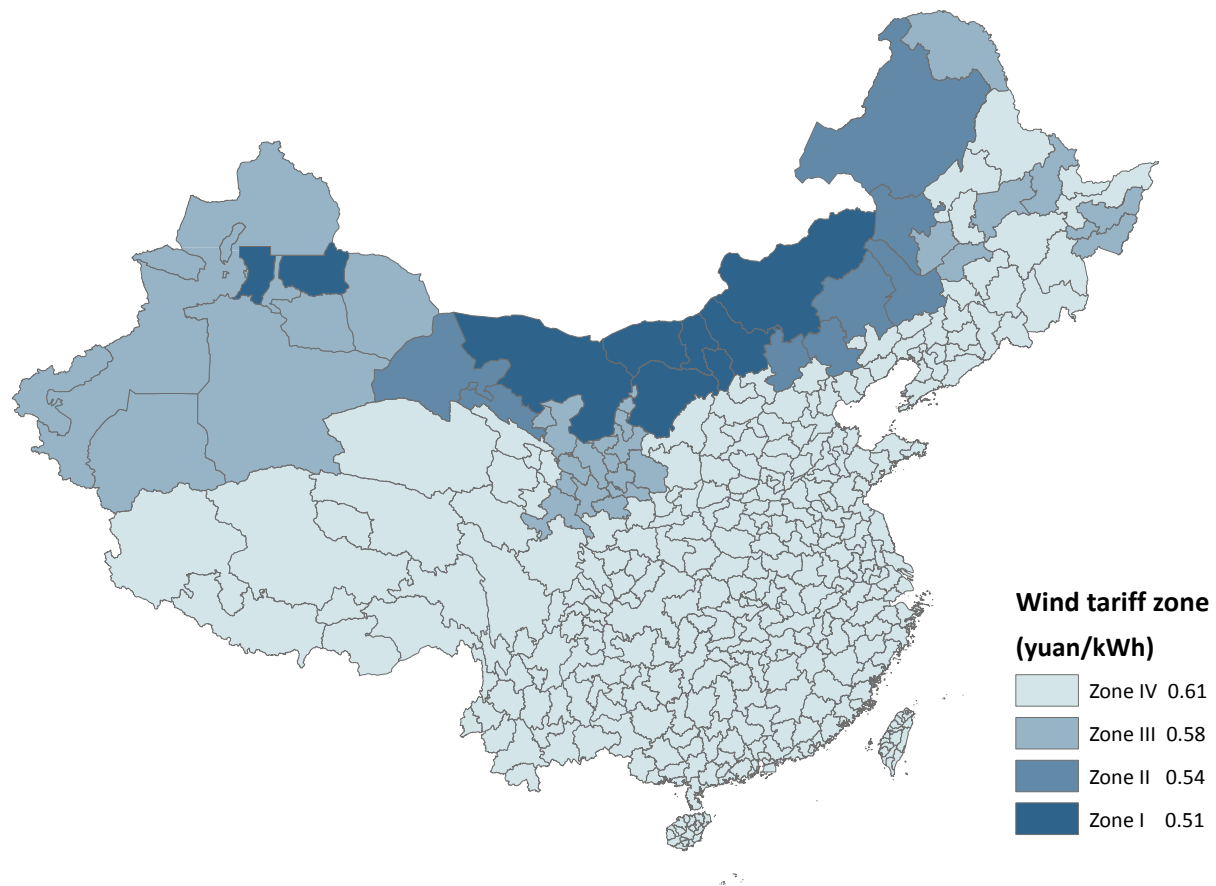 Wind tariff zone
(yuan/kWh)
Zone IV 0.61
Zone III 0.58
Zone II 0.54
Zone I 0.51